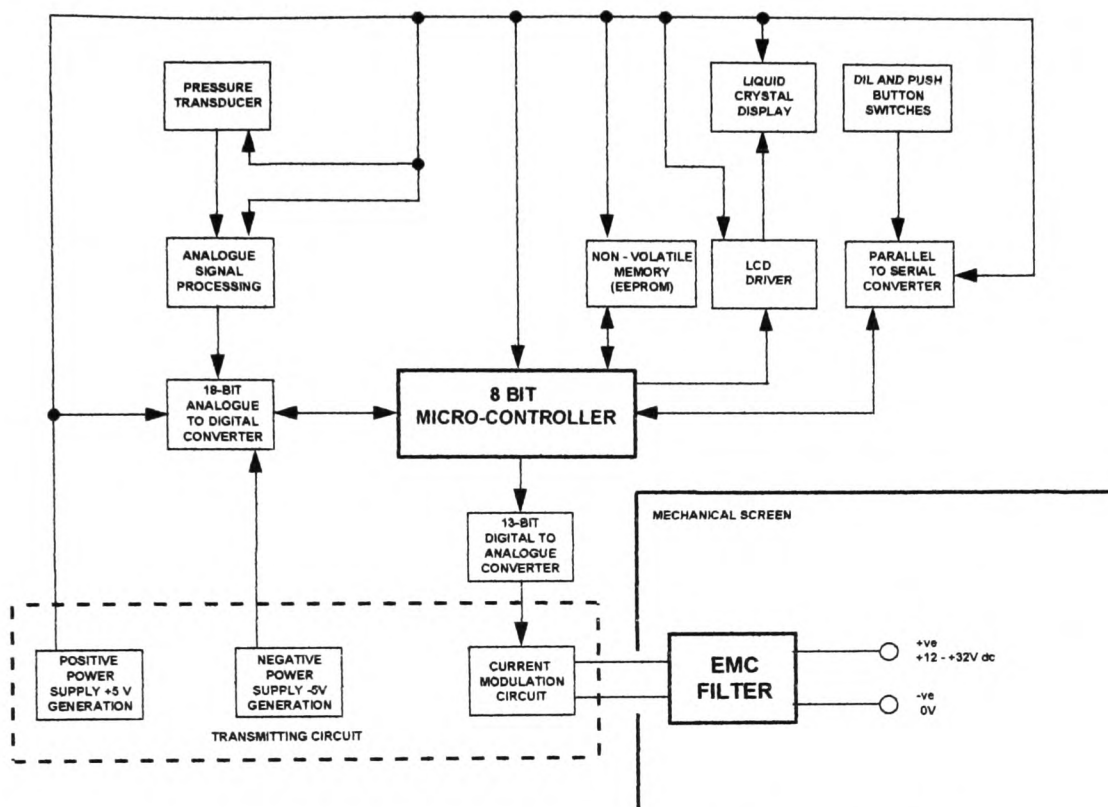 PRESSURE
TRANSDUCER
LIQUID
CRYSTAL
DISPLAY
DIL AND PUSH
BUTTON
SWITCHES
ANALOGUE
SIGNAL
PROCESSING
NON - VOLATILE
MEMORY
(EEPROM)
LCD
DRIVER
PARALLEL
TO SERIAL
CONVERTER
18-BIT
ANALOGUE
TO DIGITAL
CONVERTER
8 BIT
MICRO-CONTROLLER
13-BIT
DIGITAL TO
ANALOGUE
CONVERTER
MECHANICAL SCREEN
POSITIVE
POWER
SUPPLY +5 V
GENERATION
NEGATIVE
POWER
SUPPLY -5V
GENERATION
CURRENT
MODULATION
CIRCUIT
TRANSMITTING CIRCUIT
EMC
FILTER
+ve
+12 - +32V dc
-ve
0V